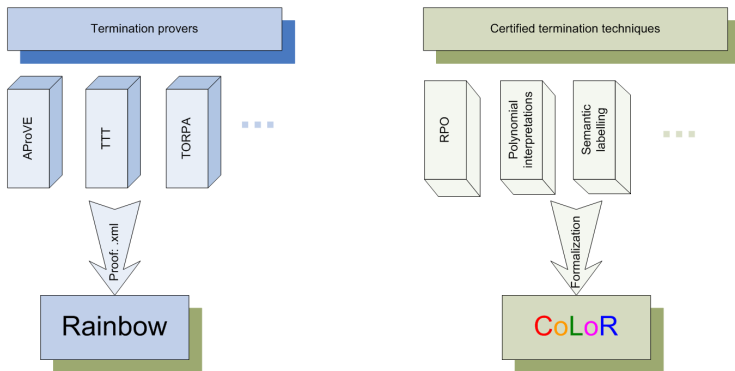 Termination provers
AProVE
TTT
TORPA
...
Proof: .xml
Rainbow
Certified termination techniques
RPO
Polynomial
interpretations
Semantic
labelling
...
Formalization
CoLoR